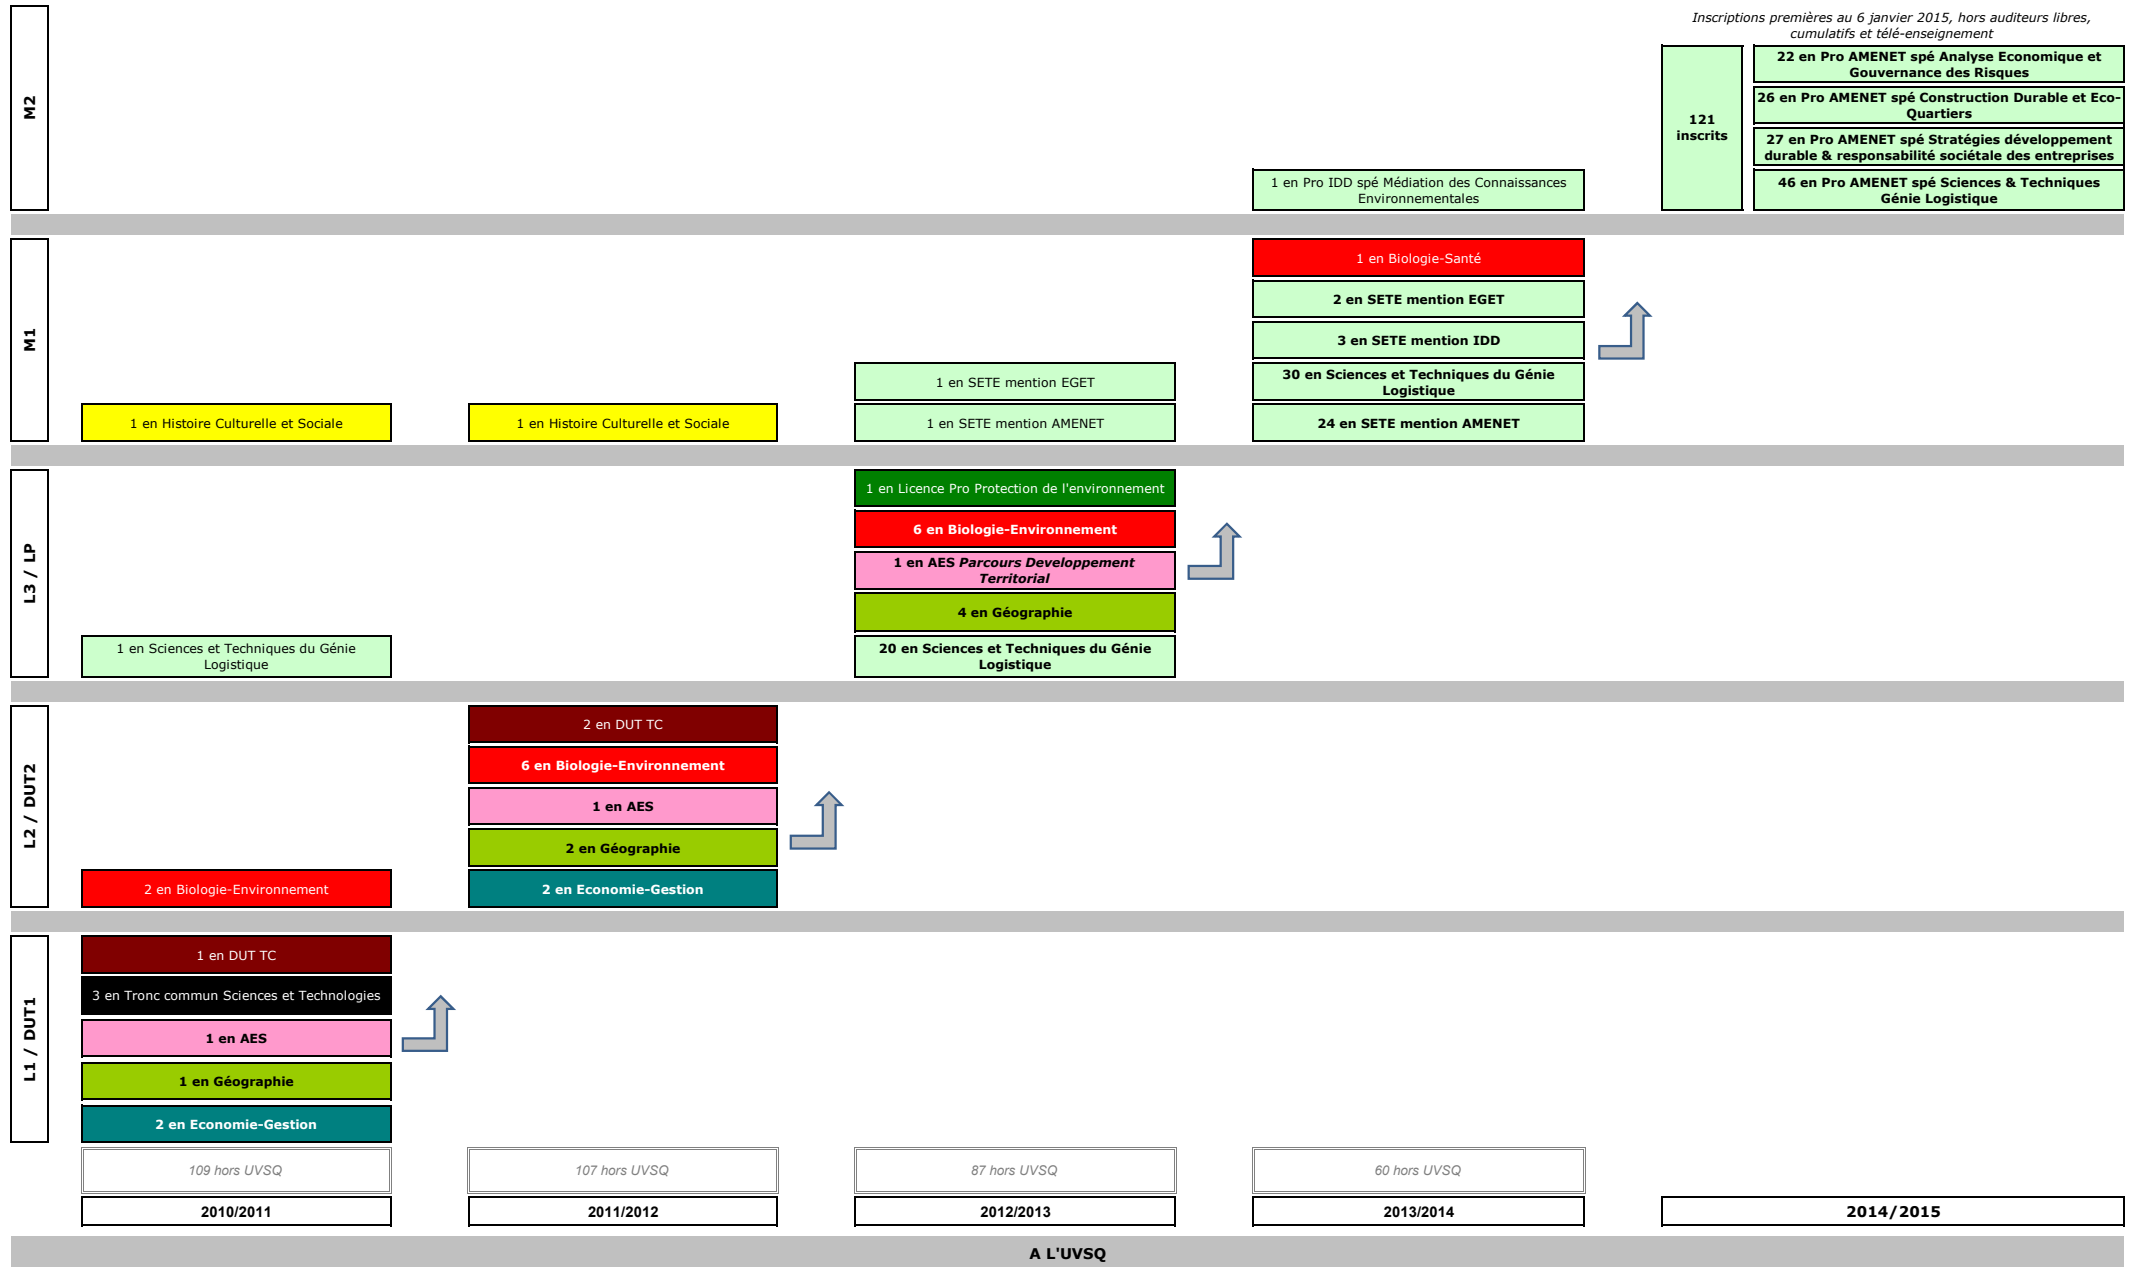 Inscriptions premières au 6 janvier 2015, hors auditeurs libres,
cumulatifs et télé-enseignement
M2
121
inscrits
22 en Pro AMENET spé Analyse Economique et
Gouvernance des Risques
26 en Pro AMENET spé Construction Durable et Eco-
Quartiers
27 en Pro AMENET spé Stratégies développement
durable & responsabilité sociétale des entreprises
46 en Pro AMENET spé Sciences & Techniques
Génie Logistique
1 en Pro IDD spé Médiation des Connaissances
Environnementales
M1
1 en Histoire Culturelle et Sociale
1 en Histoire Culturelle et Sociale
1 en SETE mention EGET
1 en SETE mention AMENET
1 en Biologie-Santé
2 en SETE mention EGET
3 en SETE mention IDD
30 en Sciences et Techniques du Génie
Logistique
24 en SETE mention AMENET
L3 / LP
1 en Sciences et Techniques du Génie
Logistique
1 en Licence Pro Protection de l'environnement
6 en Biologie-Environnement
1 en AES Parcours Developpement
Territorial
4 en Géographie
20 en Sciences et Techniques du Génie
Logistique
L2 / DUT2
2 en Biologie-Environnement
2 en DUT TC
6 en Biologie-Environnement
1 en AES
2 en Géographie
2 en Economie-Gestion
L1 / DUT1
1 en DUT TC
3 en Tronc commun Sciences et Technologies
1 en AES
1 en Géographie
2 en Economie-Gestion
109 hors UVSQ
107 hors UVSQ
87 hors UVSQ
60 hors UVSQ
2010/2011
2011/2012
2012/2013
2013/2014
2014/2015
A L'UVSQ